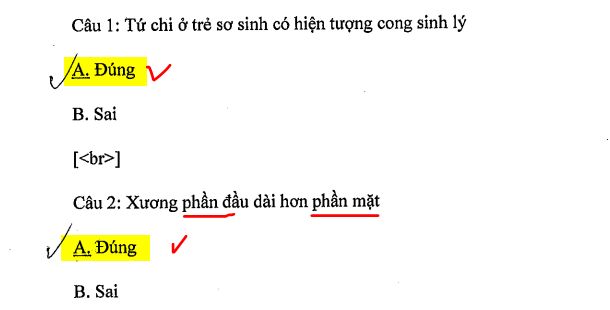 Câu 1: Tứ chi ở trẻ sơ sinh có hiện tượng cong sinh lý
A. Đúng
B. Sai
[<br>]
Câu 2: Xương phần đầu dài hơn phần mặt
A. Đúng
B. Sai